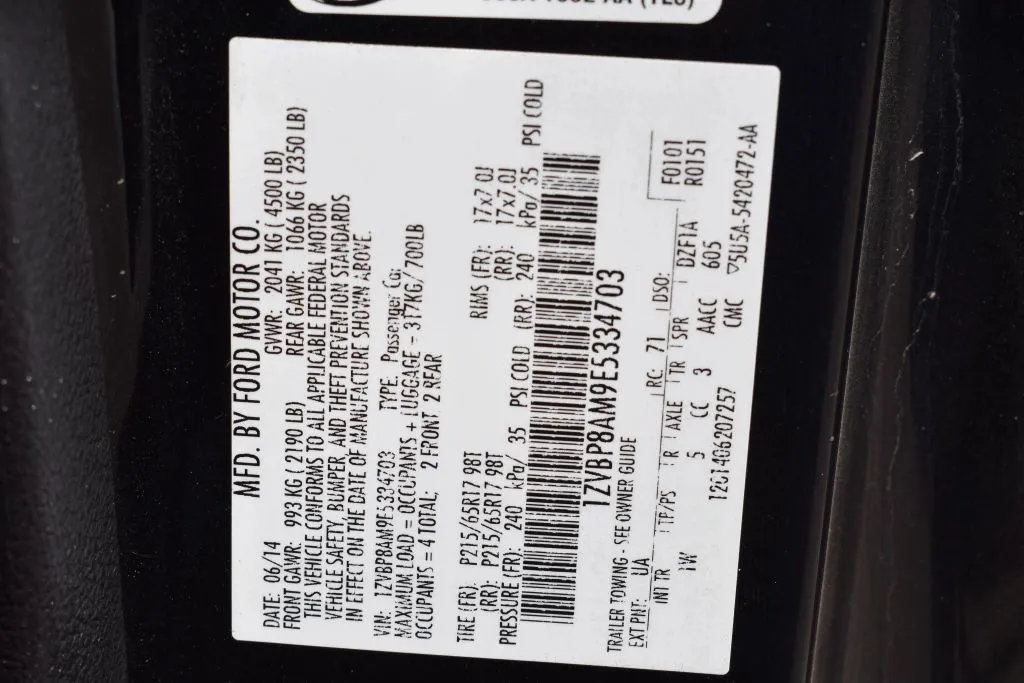 MFD. BY FORD MOTOR CO.
DATE: 06/14 GVWR: 2041 KG ( 4500 LB)
FRONT GAWR: 993 KG ( 2190 LB) REAR GAWR: 1066 KG ( 2350 LB)
THIS VEHICLE CONFORMS TO ALL APPLICABLE FEDERAL MOTOR
VEHICLE SAFETY, BUMPER, AND THEFT PREVENTION STANDARDS
IN EFFECT ON THE DATE OF MANUFACTURE SHOWN ABOVE.
VIN: 1ZVBP8AM9E5334703 TYPE: Passenger Car
MAXIMUM LOAD = OCCUPANTS + LUGGAGE = 317KG/700LB
OCCUPANTS = 4 TOTAL: 2 FRONT 2 REAR
TIRE (FR): P215/65R17 98T RIMS (FR): 17x7.0J
(RR): P215/65R17 98T (RR): 17x7.0J
PRESSURE (FR): 240 kPa/ 35 PSI COLD (RR): 240 kPa/ 35 PSI COLD
1ZVBP8AM9E5334703
TRAILER TOWING - SEE OWNER GUIDE F0101
EXT PNT: UA RC: 71 DSO: R0151
INT TR TP/PS R AXLE TR SPR DZF1A
1W 5 CC 3 AACC 605
CMC ▽5U5A-5420472-AA